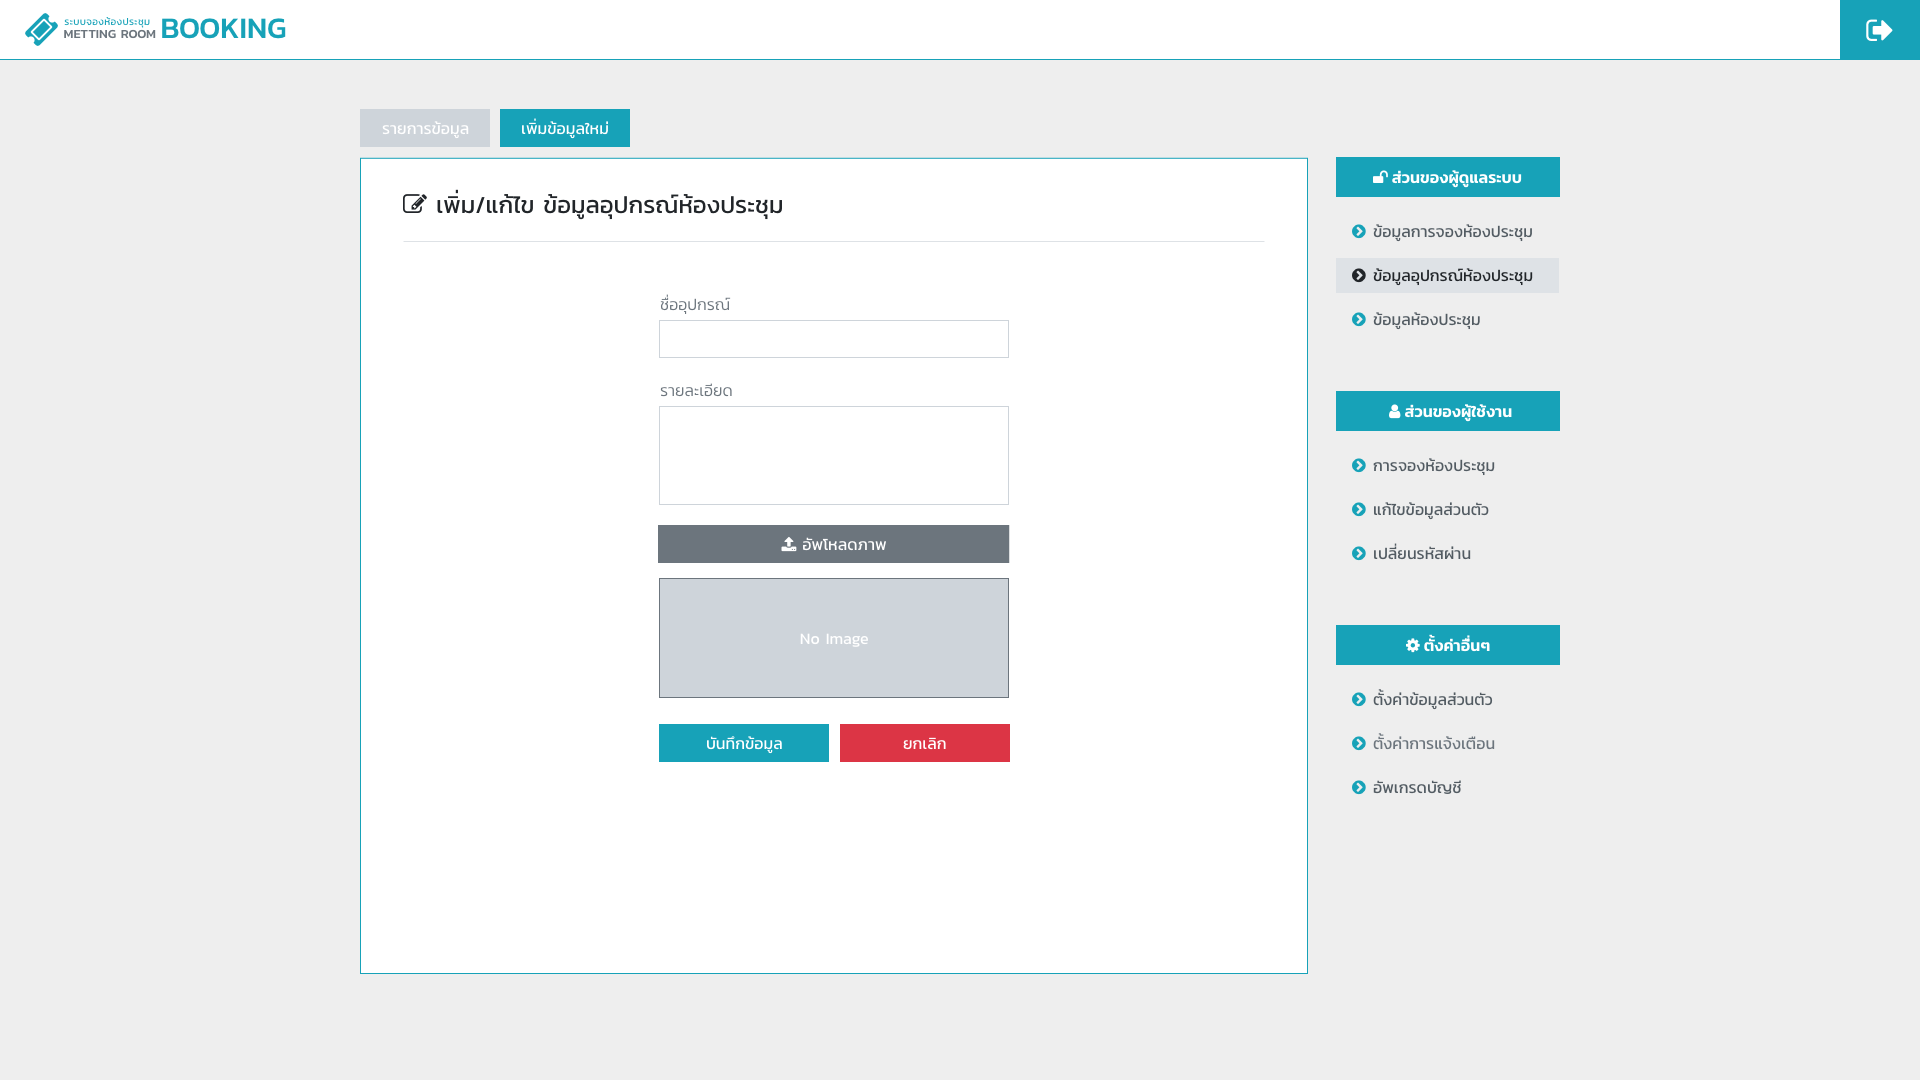 ระบบจองห้องประชุม
METTING ROOM BOOKING
รายการข้อมูล
เพิ่มข้อมูลใหม่
เพิ่ม/แก้ไข ข้อมูลอุปกรณ์ห้องประชุม
ชื่ออุปกรณ์
รายละเอียด
อัพโหลดภาพ
No Image
บันทึกข้อมูล
ยกเลิก
ส่วนของผู้ดูแลระบบ
ข้อมูลการจองห้องประชุม
ข้อมูลอุปกรณ์ห้องประชุม
ข้อมูลห้องประชุม
ส่วนของผู้ใช้งาน
การจองห้องประชุม
แก้ไขข้อมูลส่วนตัว
เปลี่ยนรหัสผ่าน
ตั้งค่าอื่นๆ
ตั้งค่าข้อมูลส่วนตัว
ตั้งค่าการแจ้งเตือน
อัพเกรดบัญชี